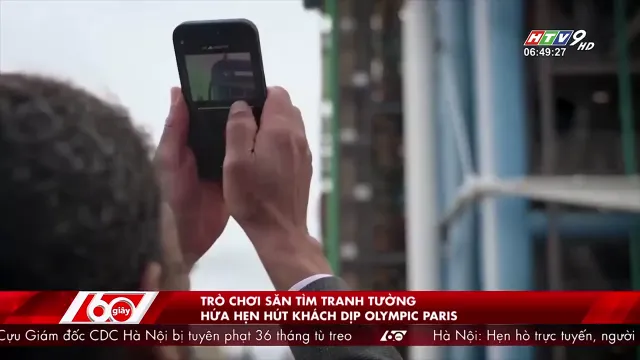 HTV9 HD
06:49:27
TRÒ CHƠI SĂN TÌM TRANH TƯỜNG
HỨA HẸN HÚT KHÁCH DỊP OLYMPIC PARIS
60 giây
Cựu Giám đốc CDC Hà Nội bị tuyên phạt 36 tháng tù treo 60 giây Hà Nội: Hẹn hò trực tuyến, người